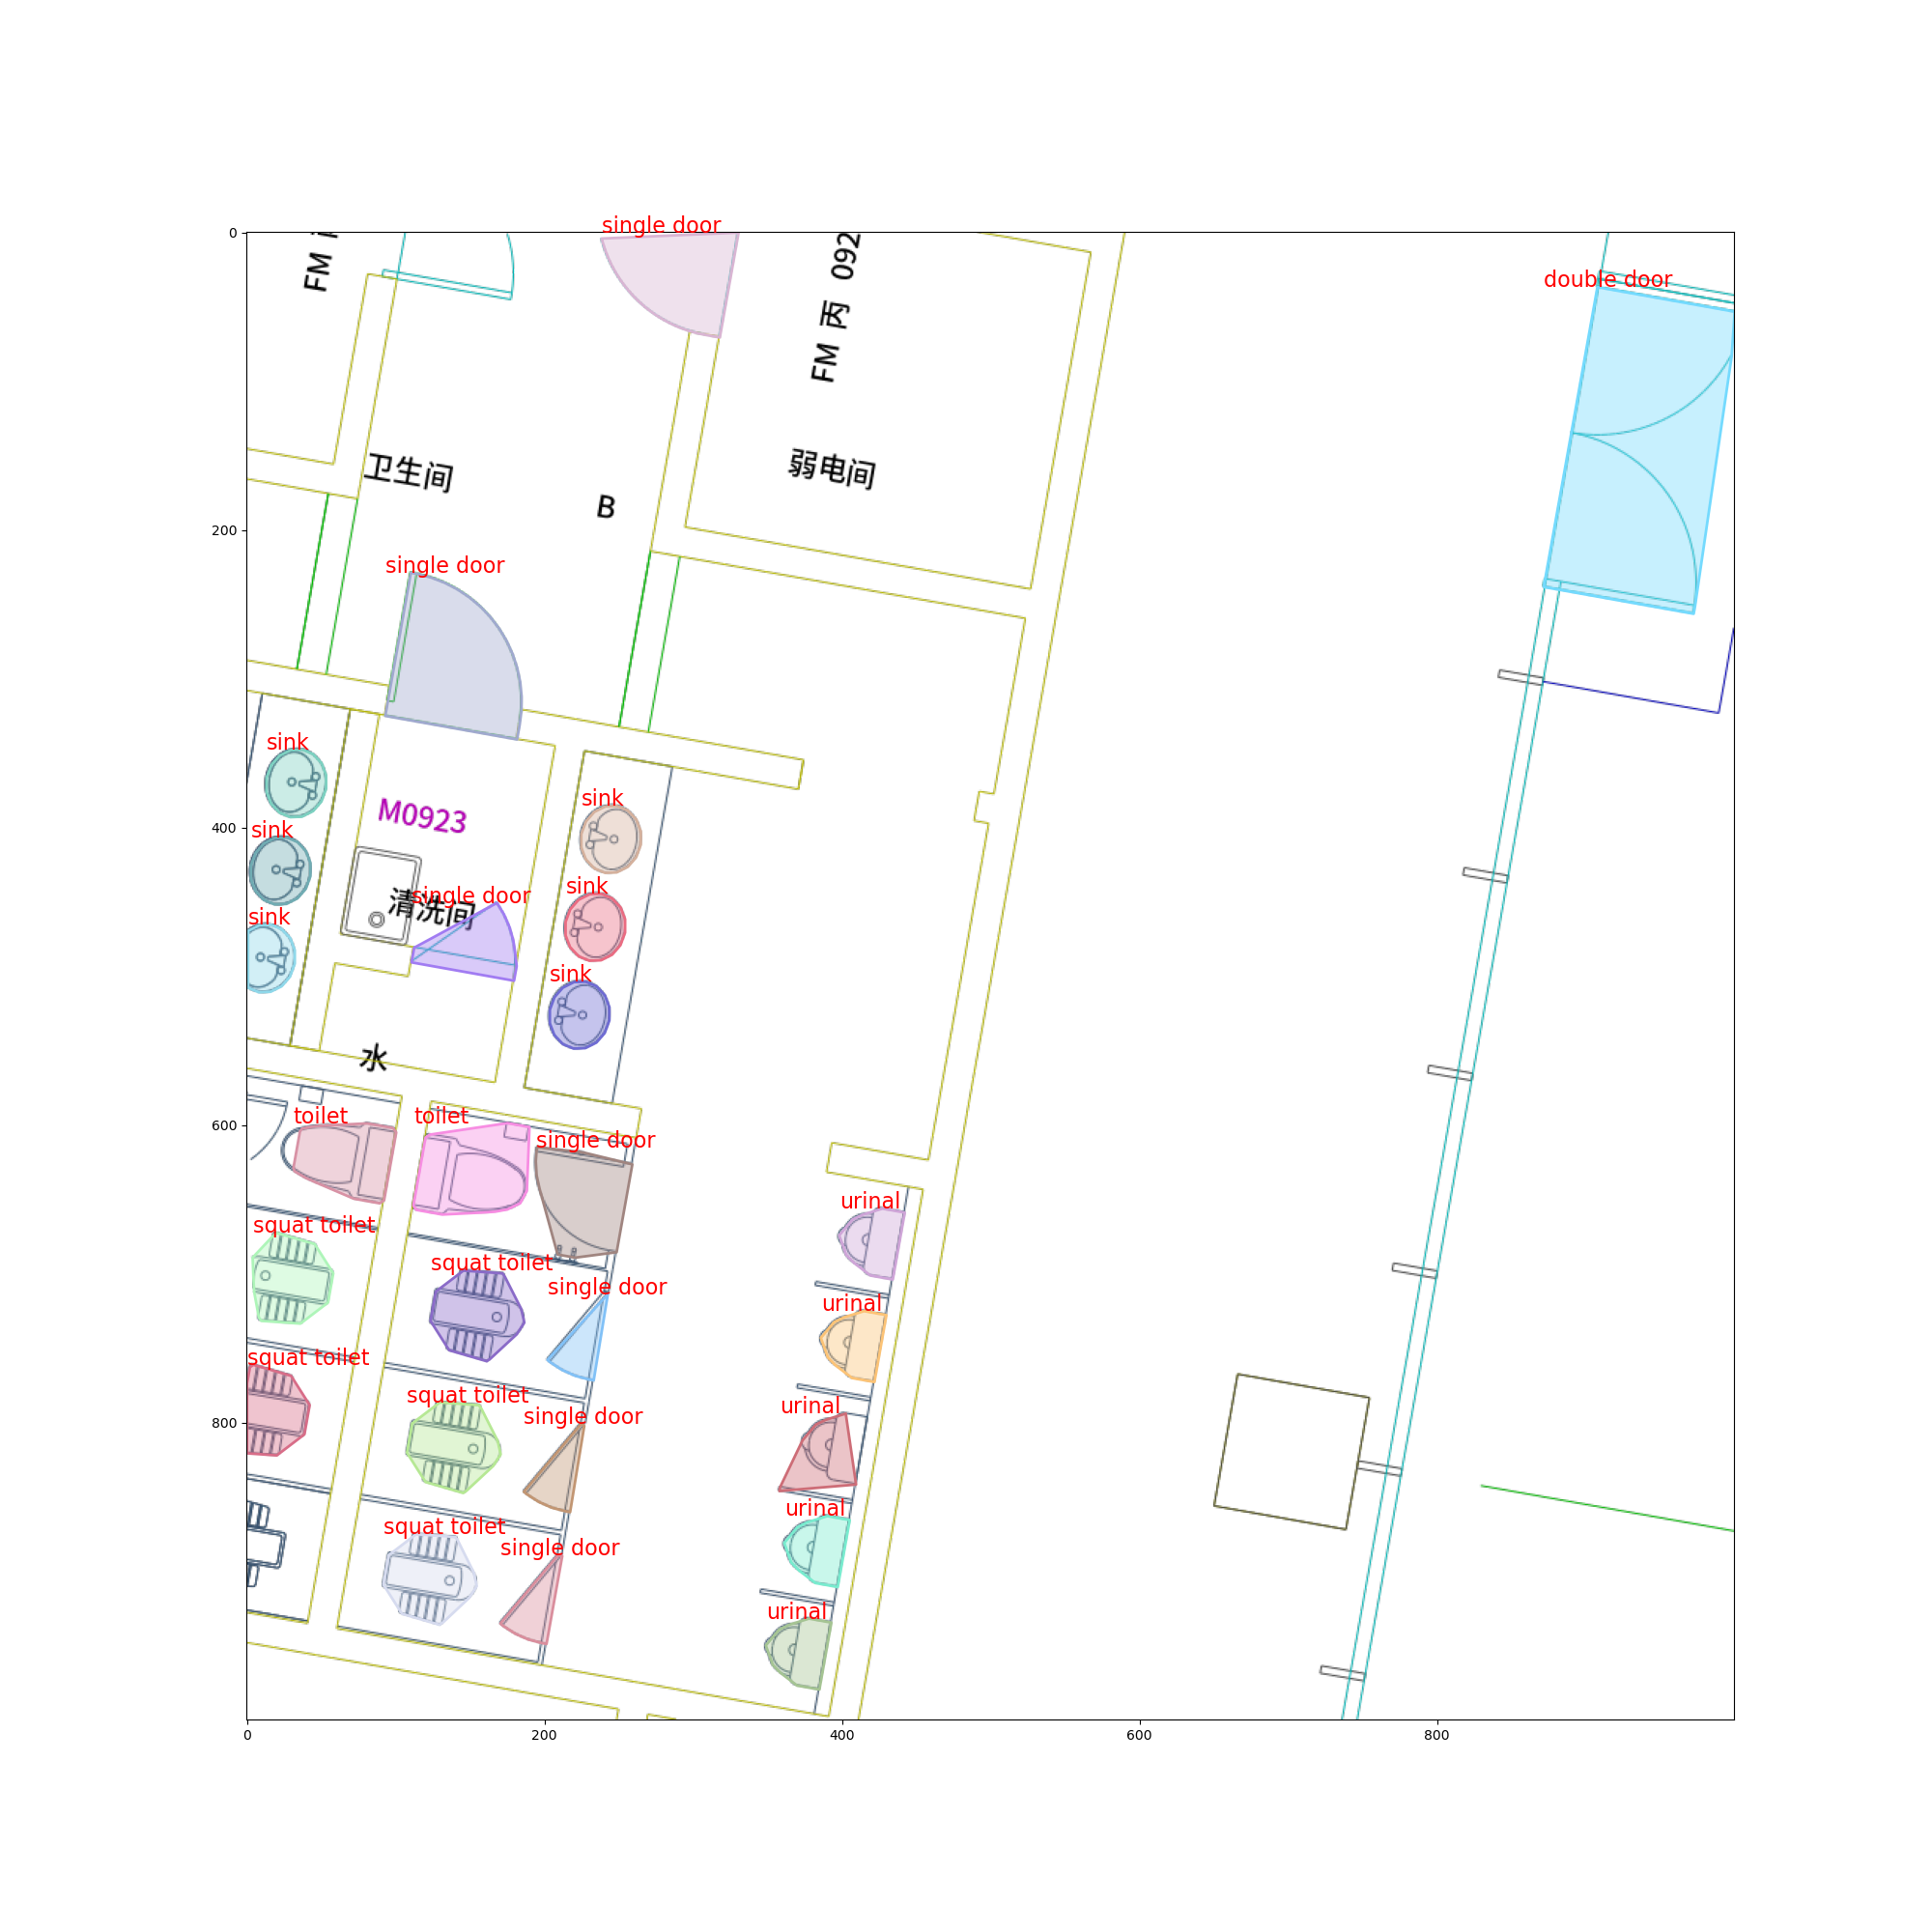 single door
FM
FM 丙 092
double door
卫生间
弱电间
B
single door
sink
sink
M0923
sink
sink
single door
清洗间
sink
sink
水
toilet
toilet
single door
urinal
squat toilet
squat toilet
single door
urinal
squat toilet
squat toilet
single door
urinal
squat toilet
single door
urinal
urinal
0
200
400
600
800
0
200
400
600
800